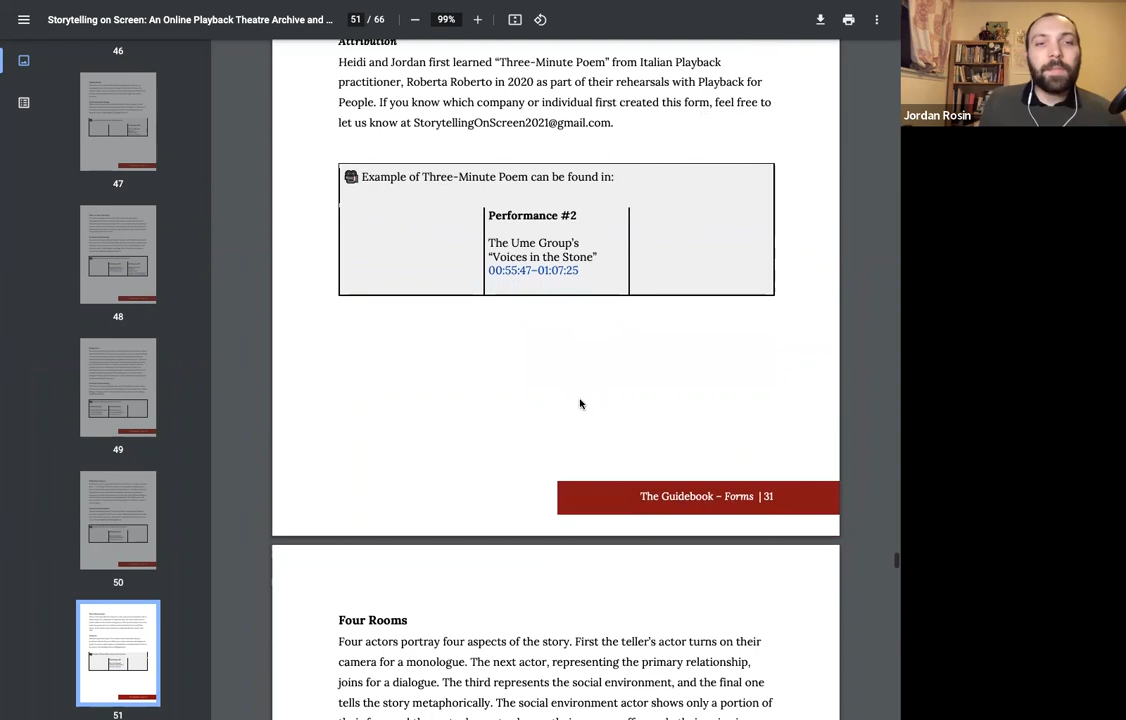 Storytelling on Screen: An Online Playback Theatre Archive and ...
51 / 66
99%
46
47
48
49
50
51
Attribution
Heidi and Jordan first learned “Three-Minute Poem” from Italian Playback
practitioner, Roberta Roberto in 2020 as part of their rehearsals with Playback for
People. If you know which company or individual first created this form, feel free to
let us know at StorytellingOnScreen2021@gmail.com.
Example of Three-Minute Poem can be found in:
Performance #2
The Ume Group’s
“Voices in the Stone”
00:55:47–01:07:25
The Guidebook – Forms | 31
Four Rooms
Four actors portray four aspects of the story. First the teller’s actor turns on their
camera for a monologue. The next actor, representing the primary relationship,
joins for a dialogue. The third represents the social environment, and the final one
tells the story metaphorically. The social environment actor shows only a portion of
Jordan Rosin